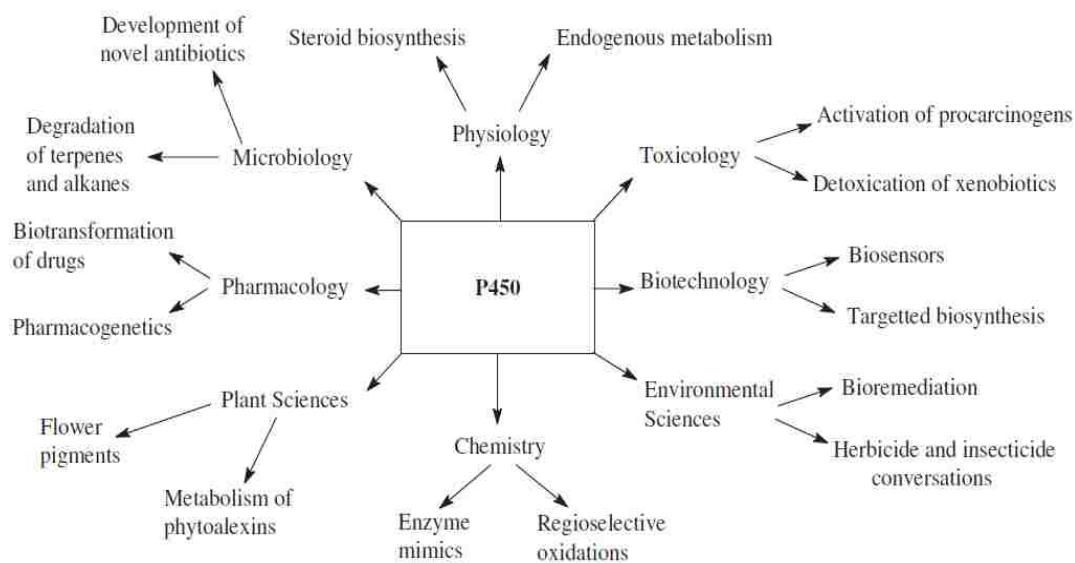 Development of
novel antibiotics
Steroid biosynthesis
Endogenous metabolism
Degradation
of terpenes
and alkanes
Microbiology
Physiology
Toxicology
Activation of procarcinogens
Detoxication of xenobiotics
Biotransformation
of drugs
Pharmacology
Pharmacogenetics
P450
Biotechnology
Biosensors
Targetted biosynthesis
Plant Sciences
Flower
pigments
Metabolism of
phytoalexins
Chemistry
Enzyme
mimics
Regioselective
oxidations
Environmental
Sciences
Bioremediation
Herbicide and insecticide
conversations